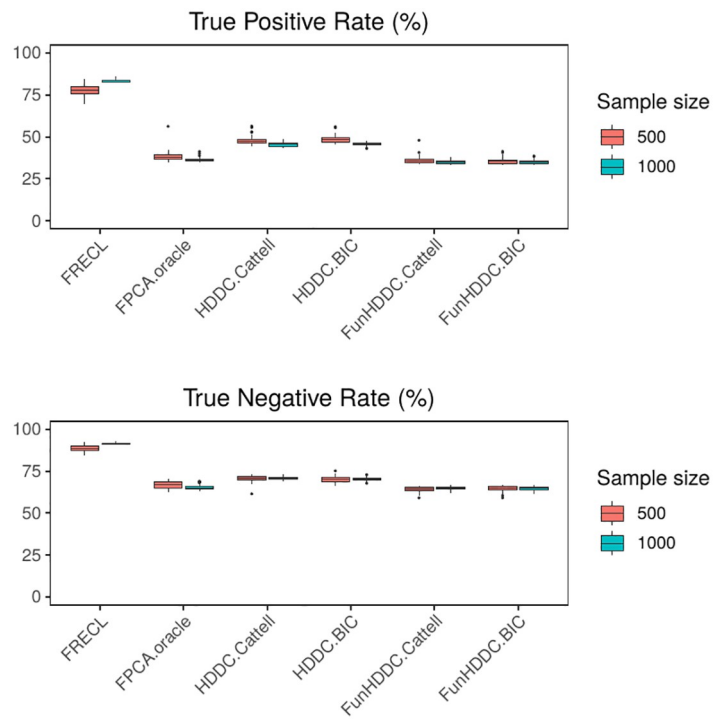 True Positive Rate (%)
100
75
50
25
0
FRECL
FPCA.oracle
HDDC.Cattell
HDDC.BIC
FunHDDC.Cattell
FunHDDC.BIC
Sample size
500
1000
True Negative Rate (%)
100
75
50
25
0
FRECL
FPCA.oracle
HDDC.Cattell
HDDC.BIC
FunHDDC.Cattell
FunHDDC.BIC
Sample size
500
1000